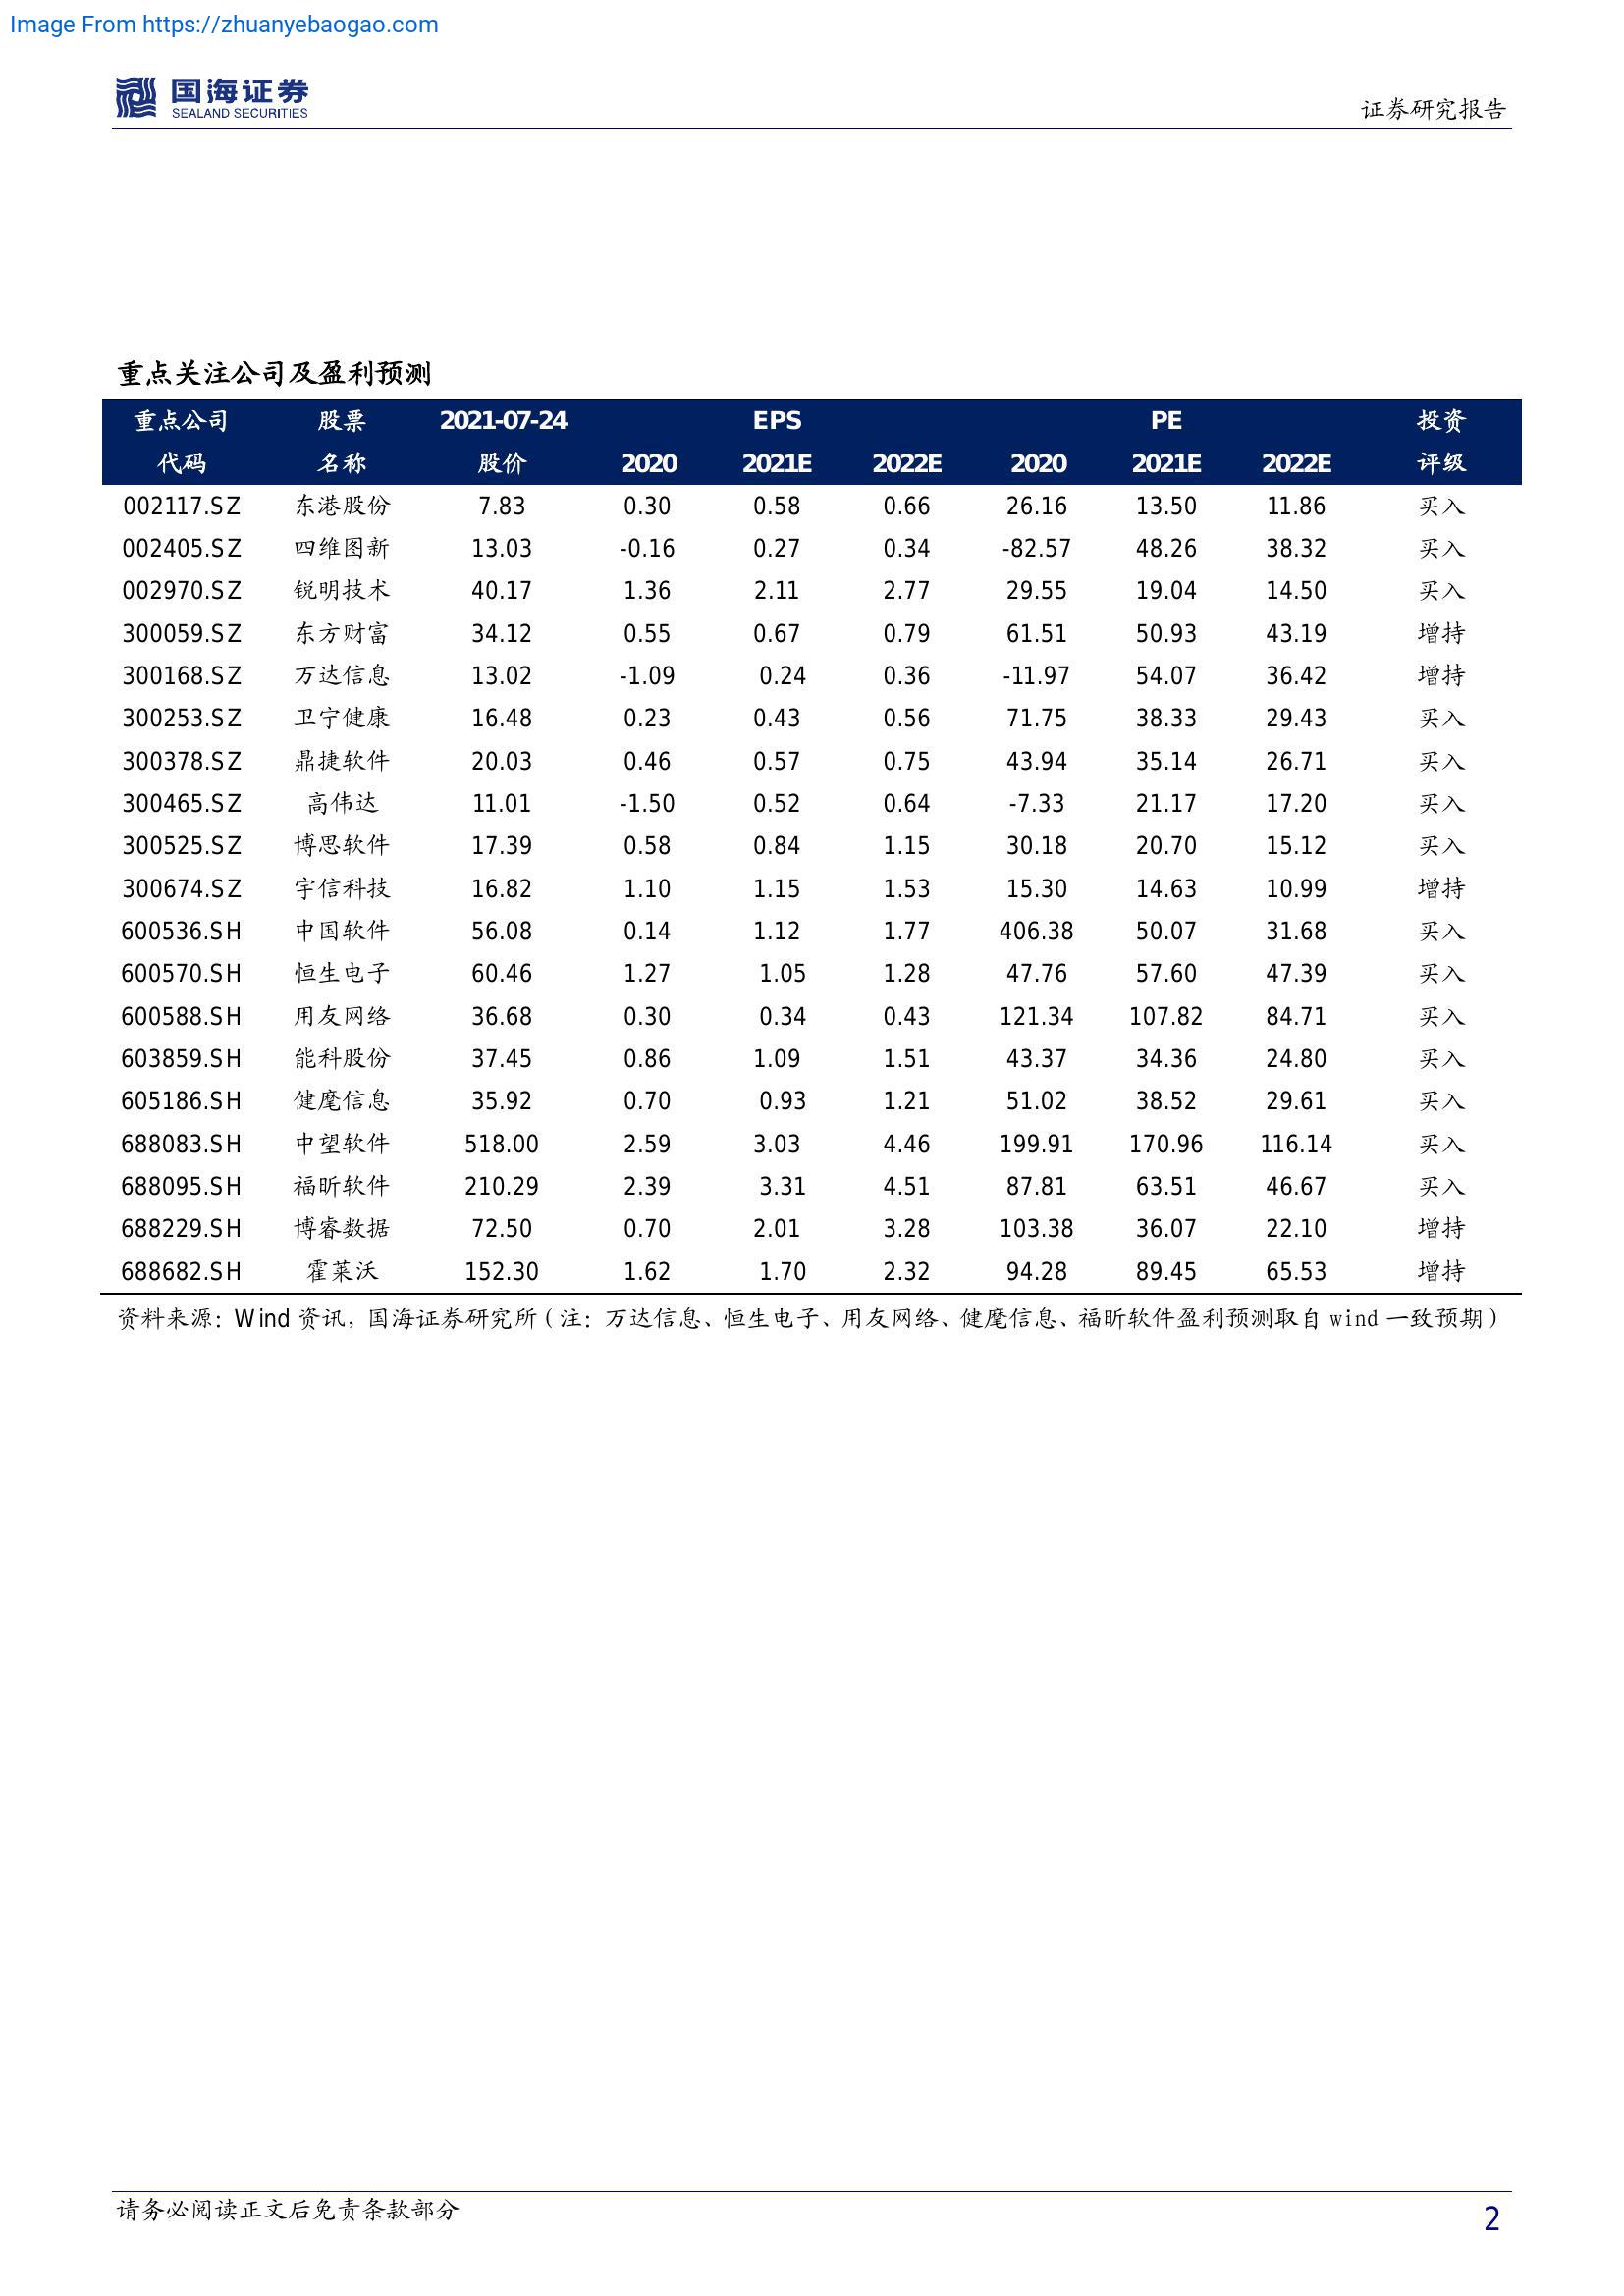 Image From https://zhuanyebaogao.com
国海证券
SEALAND SECURITIES
证券研究报告
重点关注公司及盈利预测
重点公司 股票 2021-07-24 EPS PE 投资
代码 名称 股价 2020 2021E 2022E 2020 2021E 2022E 评级
002117.SZ 东港股份 7.83 0.30 0.58 0.66 26.16 13.50 11.86 买入
002405.SZ 四维图新 13.03 -0.16 0.27 0.34 -82.57 48.26 38.32 买入
002970.SZ 锐明技术 40.17 1.36 2.11 2.77 29.55 19.04 14.50 买入
300059.SZ 东方财富 34.12 0.55 0.67 0.79 61.51 50.93 43.19 增持
300168.SZ 万达信息 13.02 -1.09 0.24 0.36 -11.97 54.07 36.42 增持
300253.SZ 卫宁健康 16.48 0.23 0.43 0.56 71.75 38.33 29.43 买入
300378.SZ 鼎捷软件 20.03 0.46 0.57 0.75 43.94 35.14 26.71 买入
300465.SZ 高伟达 11.01 -1.50 0.52 0.64 -7.33 21.17 17.20 买入
300525.SZ 博思软件 17.39 0.58 0.84 1.15 30.18 20.70 15.12 买入
300674.SZ 宇信科技 16.82 1.10 1.15 1.53 15.30 14.63 10.99 增持
600536.SH 中国软件 56.08 0.14 1.12 1.77 406.38 50.07 31.68 买入
600570.SH 恒生电子 60.46 1.27 1.05 1.28 47.76 57.60 47.39 买入
600588.SH 用友网络 36.68 0.30 0.34 0.43 121.34 107.82 84.71 买入
603859.SH 能科股份 37.45 0.86 1.09 1.51 43.37 34.36 24.80 买入
605186.SH 健麾信息 35.92 0.70 0.93 1.21 51.02 38.52 29.61 买入
688083.SH 中望软件 518.00 2.59 3.03 4.46 199.91 170.96 116.14 买入
688095.SH 福昕软件 210.29 2.39 3.31 4.51 87.81 63.51 46.67 买入
688229.SH 博睿数据 72.50 0.70 2.01 3.28 103.38 36.07 22.10 增持
688682.SH 霍莱沃 152.30 1.62 1.70 2.32 94.28 89.45 65.53 增持
资料来源：Wind 资讯，国海证券研究所（注：万达信息、恒生电子、用友网络、健麾信息、福昕软件盈利预测取自 wind 一致预期）
请务必阅读正文后免责条款部分
2